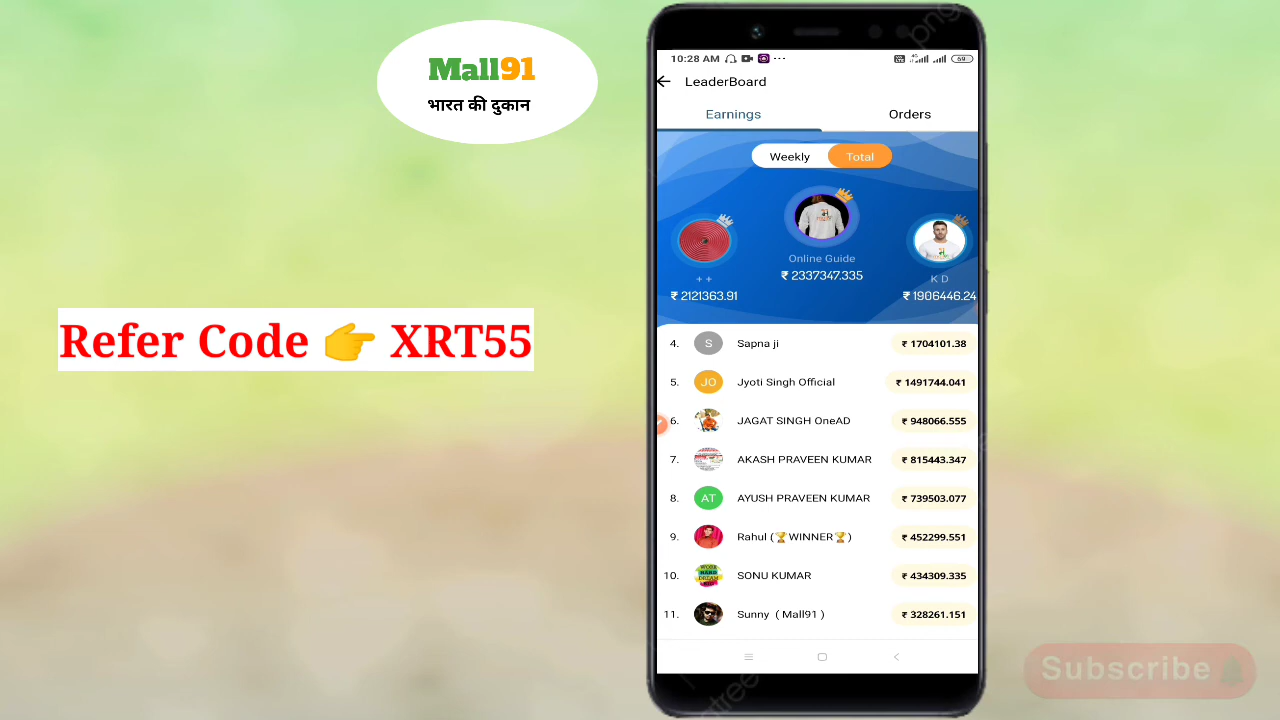 Mall91
भारत की दुकान
Refer Code 👉 XRT55
10:28 AM
4G
69
LeaderBoard
Earnings
Orders
Weekly
Total
Online Guide
₹ 2337347.335
+ +
₹ 2121363.91
K D
₹ 1906446.24
4. S Sapna ji ₹ 1704101.38
5. JO Jyoti Singh Official ₹ 1491744.041
6. JAGAT SINGH OneAD ₹ 948066.555
7. AKASH PRAVEEN KUMAR ₹ 815443.347
8. AT AYUSH PRAVEEN KUMAR ₹ 739503.077
9. Rahul (🏆WINNER🏆) ₹ 452299.551
10. SONU KUMAR ₹ 434309.335
11. Sunny ( Mall91 ) ₹ 328261.151
Subscribe